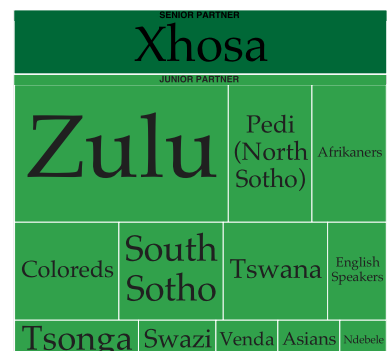 SENIOR PARTNER
Xhosa
JUNIOR PARTNER
Zulu
Pedi
(North
Sotho)
Afrikaners
Coloreds
South
Sotho
Tswana
English
Speakers
Tsonga
Swazi
Venda
Asians
Ndebele